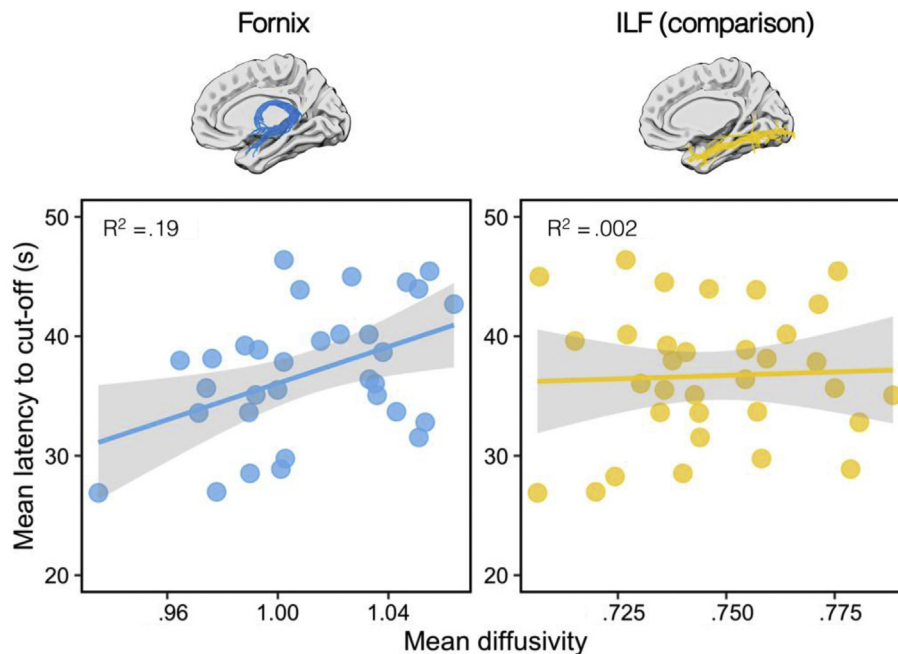 Fornix
ILF (comparison)
R² = .19
R² = .002
Mean latency to cut-off (s)
50
40
30
20
50
40
30
20
.96
1.00
1.04
.725
.750
.775
Mean diffusivity